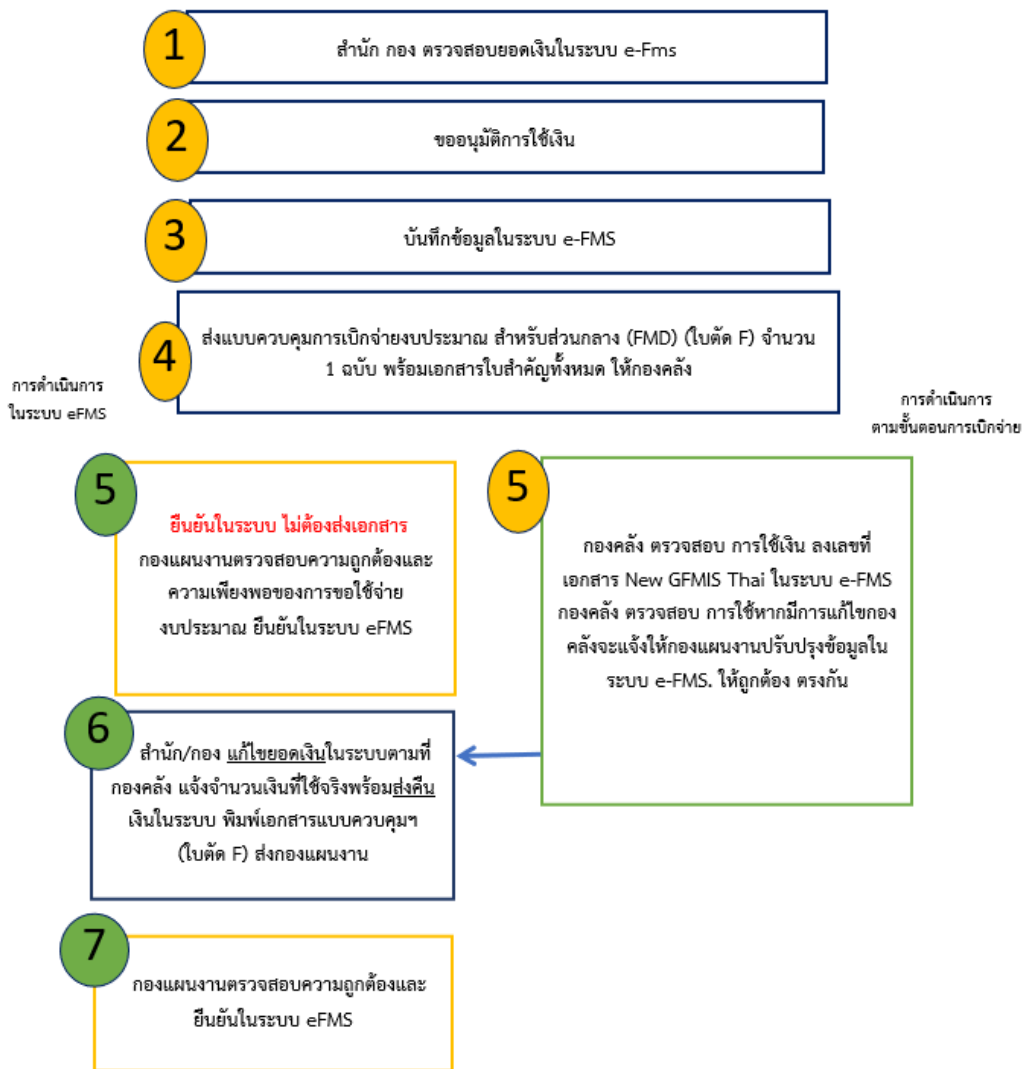 1
สำนัก กอง ตรวจสอบยอดเงินในระบบ e-Fms
2
ขออนุมัติการใช้เงิน
3
บันทึกข้อมูลในระบบ e-FMS
4
ส่งแบบควบคุมการเบิกจ่ายงบประมาณ สำหรับส่วนกลาง (FMD) (ใบตัด F) จำนวน
1 ฉบับ พร้อมเอกสารใบสำคัญทั้งหมด ให้กองคลัง
การดำเนินการ
ในระบบ eFMS
การดำเนินการ
ตามขั้นตอนการเบิกจ่าย
5
ยืนยันในระบบ ไม่ต้องส่งเอกสาร
กองแผนงานตรวจสอบความถูกต้องและ
ความเพียงพอของการขอใช้จ่าย
งบประมาณ ยืนยันในระบบ eFMS
5
กองคลัง ตรวจสอบ การใช้เงิน ลงเลขที่
เอกสาร New GFMIS Thai ในระบบ e-FMS
กองคลัง ตรวจสอบ การใช้หากมีการแก้ไขกอง
คลังจะแจ้งให้กองแผนงานปรับปรุงข้อมูลใน
ระบบ e-FMS. ให้ถูกต้อง ตรงกัน
6
สำนัก/กอง แก้ไขยอดเงินในระบบตามที่
กองคลัง แจ้งจำนวนเงินที่ใช้จริงพร้อมส่งคืน
เงินในระบบ พิมพ์เอกสารแบบควบคุมฯ
(ใบตัด F) ส่งกองแผนงาน
7
กองแผนงานตรวจสอบความถูกต้องและ
ยืนยันในระบบ eFMS